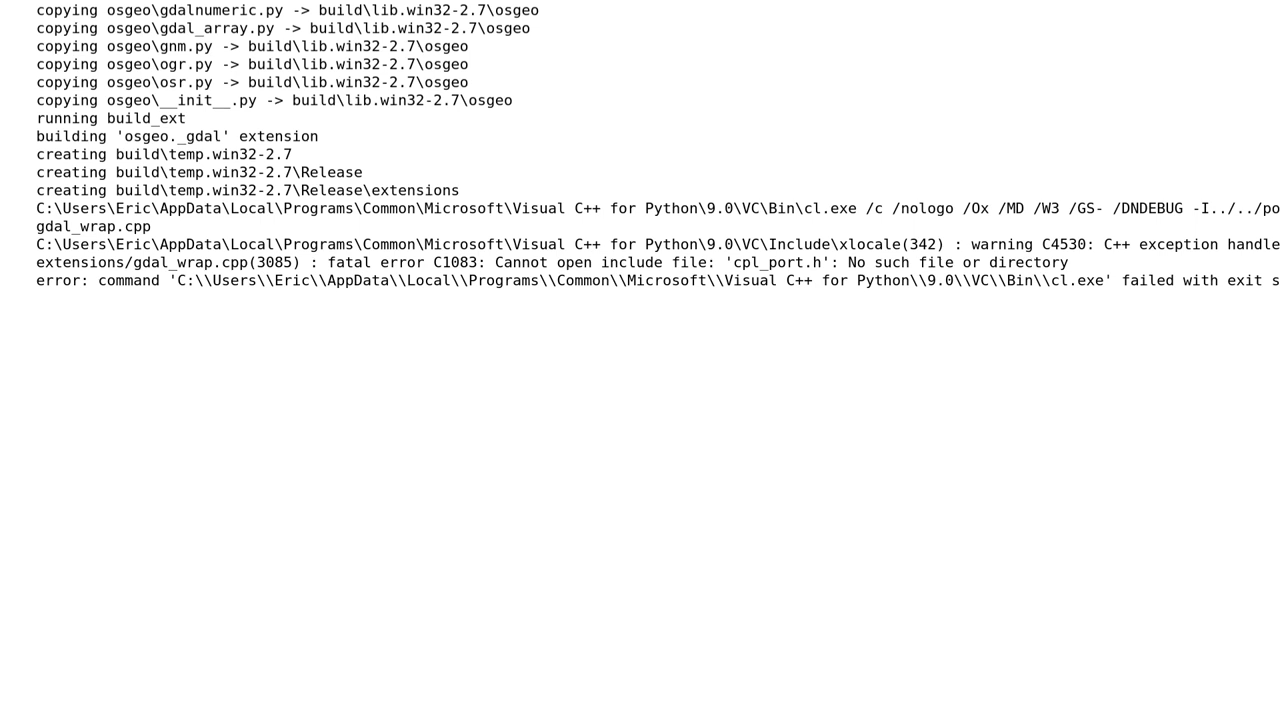 copying osgeo\gdalnumeric.py -> build\lib.win32-2.7\osgeo
copying osgeo\gdal_array.py -> build\lib.win32-2.7\osgeo
copying osgeo\gnm.py -> build\lib.win32-2.7\osgeo
copying osgeo\ogr.py -> build\lib.win32-2.7\osgeo
copying osgeo\osr.py -> build\lib.win32-2.7\osgeo
copying osgeo\__init__.py -> build\lib.win32-2.7\osgeo
running build_ext
building 'osgeo._gdal' extension
creating build\temp.win32-2.7
creating build\temp.win32-2.7\Release
creating build\temp.win32-2.7\Release\extensions
C:\Users\Eric\AppData\Local\Programs\Common\Microsoft\Visual C++ for Python\9.0\VC\Bin\cl.exe /c /nologo /Ox /MD /W3 /GS- /DNDEBUG -I../../po
gdal_wrap.cpp
C:\Users\Eric\AppData\Local\Programs\Common\Microsoft\Visual C++ for Python\9.0\VC\Include\xlocale(342) : warning C4530: C++ exception handle
extensions/gdal_wrap.cpp(3085) : fatal error C1083: Cannot open include file: 'cpl_port.h': No such file or directory
error: command 'C:\\Users\\Eric\\AppData\\Local\\Programs\\Common\\Microsoft\\Visual C++ for Python\\9.0\\VC\\Bin\\cl.exe' failed with exit s